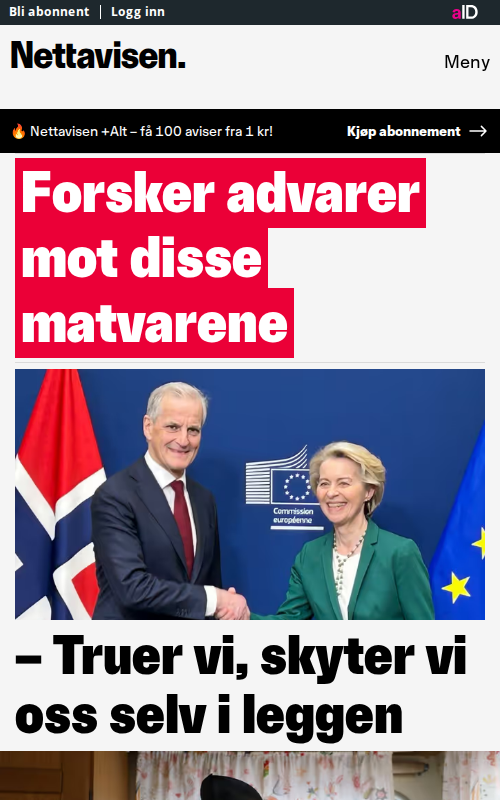 Bli abonnent | Logg inn
aID
Nettavisen.
Meny
🔥 Nettavisen +Alt – få 100 aviser fra 1 kr!
Kjøp abonnement →
Forsker advarer
mot disse
matvarene
Commission
européenne
– Truer vi, skyter vi
oss selv i leggen